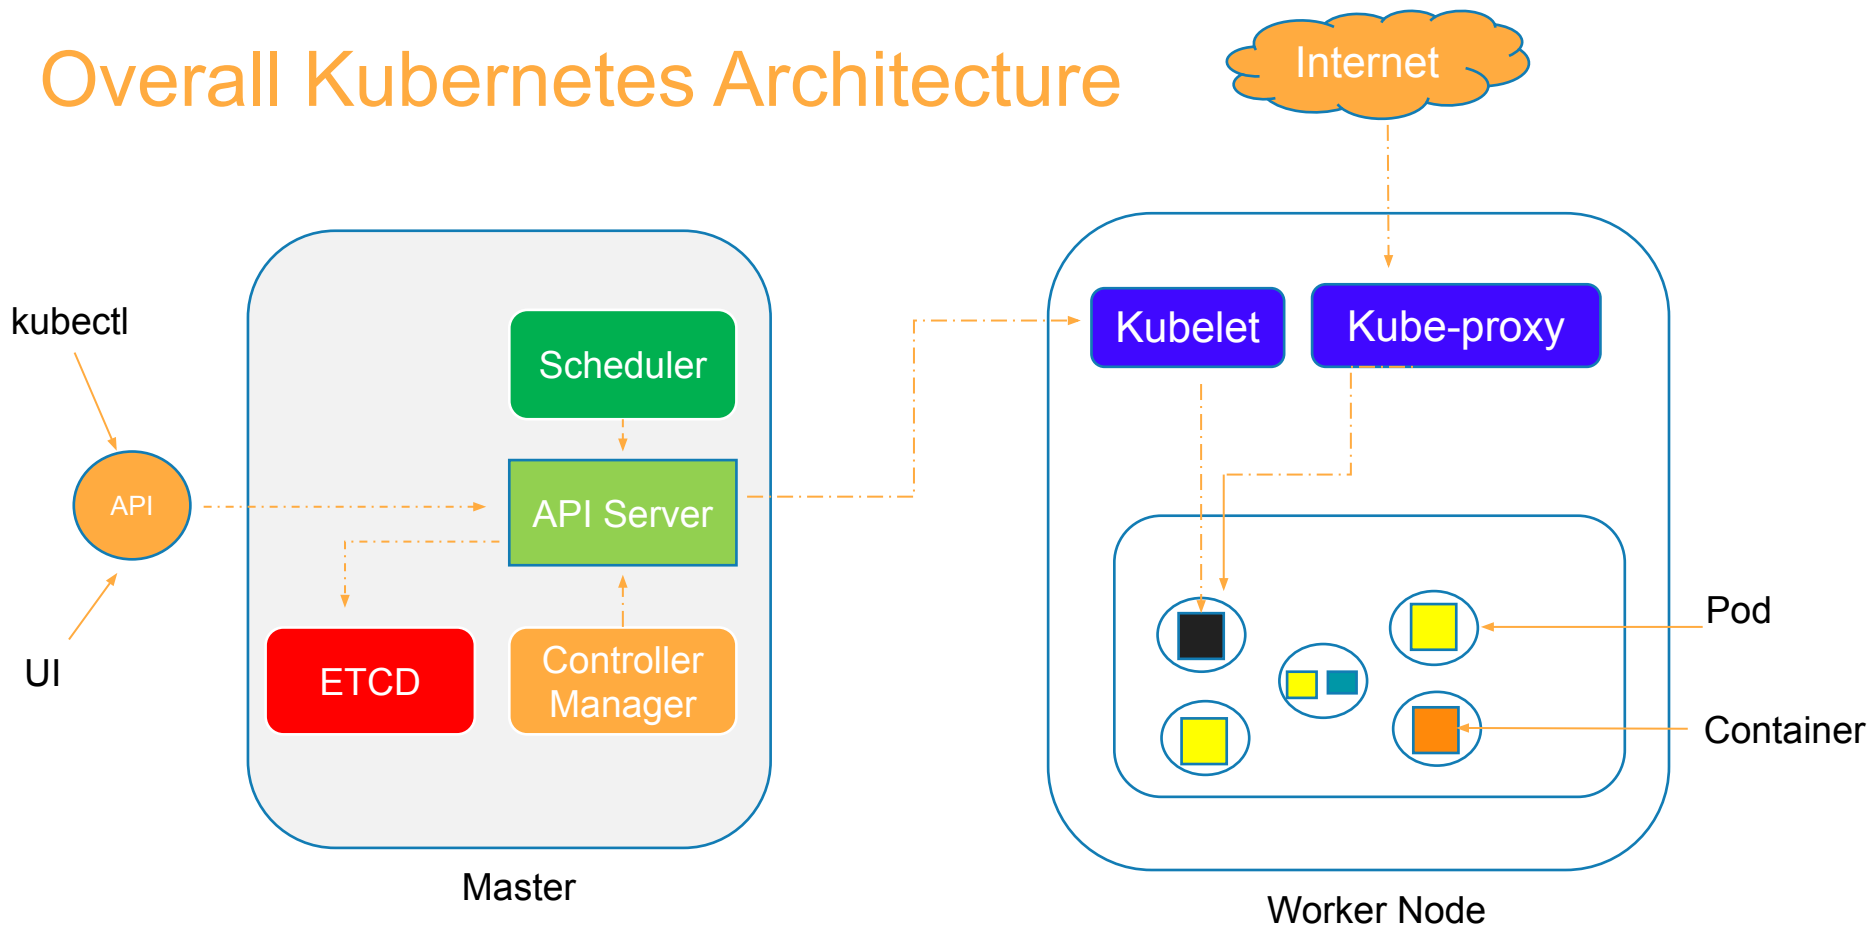 Overall Kubernetes Architecture
Internet
kubectl
API
UI
Scheduler
API Server
ETCD
Controller
Manager
Master
Kubelet
Kube-proxy
Pod
Container
Worker Node